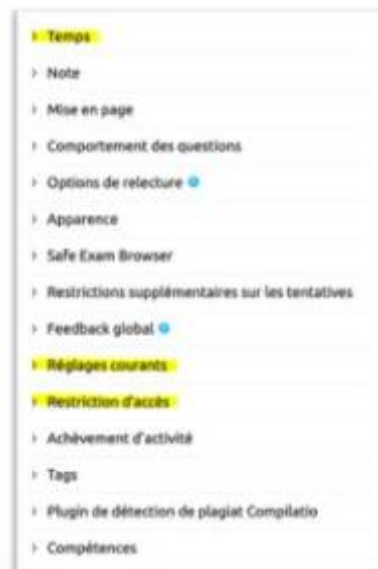 Temps
Note
Mise en page
Comportement des questions
Options de relecture
Apparence
Safe Exam Browser
Restrictions supplémentaires sur les tentatives
Feedback global
Réglages courants
Restriction d'accès
Achèvement d'activité
Tags
Plugin de détection de plagiat Compilatio
Compétences